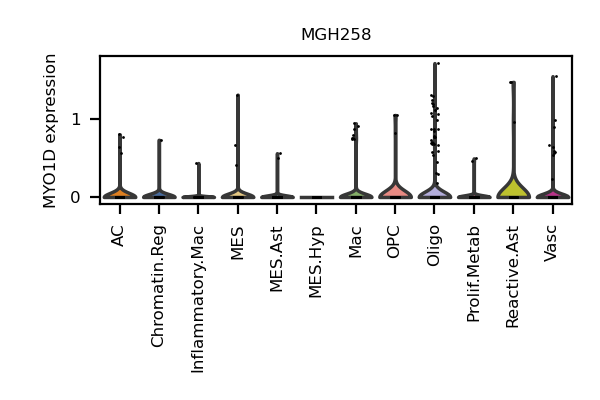 MGH258
MYO1D expression
1
0
AC
Chromatin.Reg
Inflammatory.Mac
MES
MES.Ast
MES.Hyp
Mac
OPC
Oligo
Prolif.Metab
Reactive.Ast
Vasc